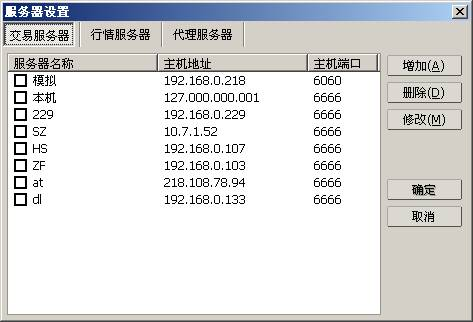 服务器设置
交易服务器 行情服务器 代理服务器
服务器名称 主机地址 主机端口
模拟 192.168.0.218 6060
本机 127.000.000.001 6666
229 192.168.0.229 6666
SZ 10.7.1.52 6666
HS 192.168.0.107 6666
ZF 192.168.0.103 6666
at 218.108.78.94 6666
dl 192.168.0.133 6666
增加(A)
删除(D)
修改(M)
确定
取消